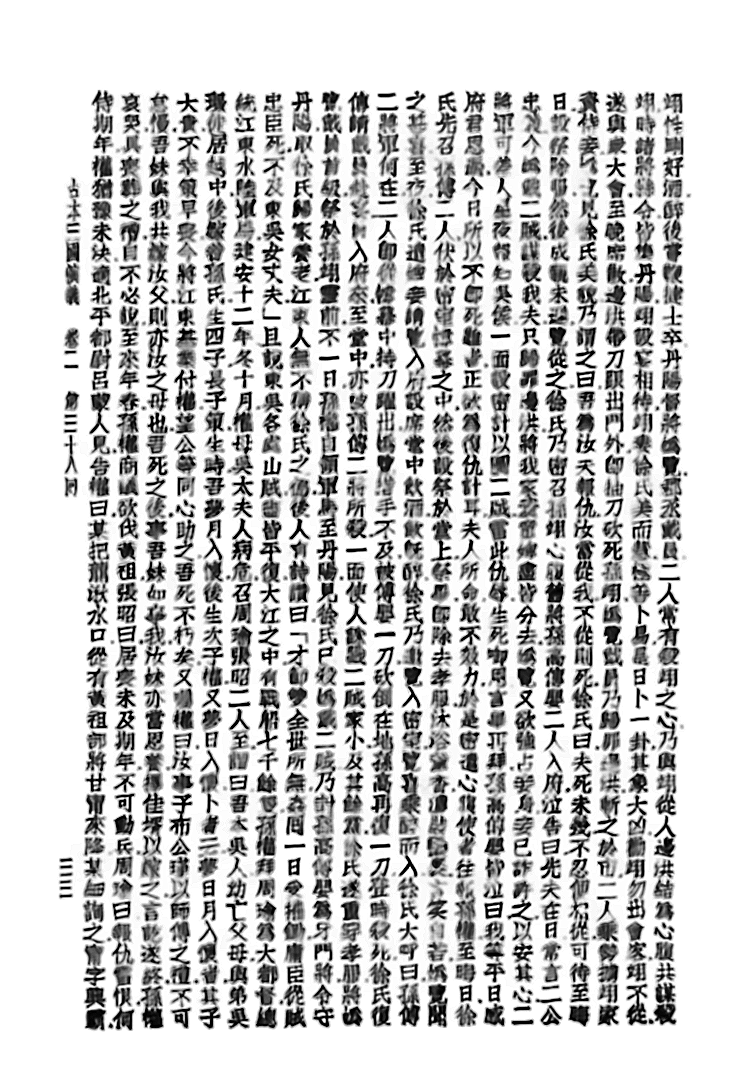 翊性剛好酒醉後嘗鞭撻士卒丹陽督將媯覽郡丞戴員二人常有殺翊之心乃與翊從人邊洪結為心腹共謀殺
翊時諸將縣令皆集丹陽翊設宴相待翊妻徐氏美而慧極善卜易是日卜一卦其象大凶勸翊勿出會客翊不從
遂與衆大會至晚席散邊洪帶刀跟出門外卽抽刀砍死孫翊媯覽戴員乃歸罪邊洪斬之於市二人乘勢擄翊家
資侍妾媯覽見徐氏美貌乃謂之曰吾為汝夫報仇汝當從我不從則死徐氏曰夫死未幾不忍便相從可待至晦
日設祭除服然後成親未遲覽從之徐氏乃密召孫翊心腹舊將孫高傅嬰二人入府泣告曰先夫在日常言二公
忠義今媯戴二賊謀殺我夫只歸罪邊洪將我家資童婢盡皆分去媯覽又欲強占妾身妾已詐許之以安其心二
將軍可差人星夜報知吳侯一面設密計以圖二賊雪此仇辱生死啣恩言畢再拜孫高傅嬰皆泣曰我等平日感
府君恩遇今日所以不卽死難者正欲為復仇計耳夫人所命敢不效力於是密遣心腹使者往報孫權至晦日徐
氏先召孫傅二人伏於密室幃幕之中然後設祭於堂上祭畢卽除去孝服沐浴薰香濃妝豔裹言笑自若媯覽聞
之甚喜至夜徐氏遣婢妾請覽入府設席堂中飲酒飲既醉徐氏乃邀覽入密室覽喜乘醉而入徐氏大呼曰孫傅
二將軍何在二人卽從幃幕中持刀躍出媯覽措手不及被傅嬰一刀砍倒在地孫高再復一刀登時殺死徐氏復
傳請戴員赴宴員入府來至堂中亦被孫傅二將所殺一面使人誅戮二賊家小及其餘黨徐氏遂重穿孝服將媯
覽戴員首級祭於孫翊靈前不一日孫權自領軍馬至丹陽見徐氏已殺媯戴二賊乃封孫高傅嬰為牙門將令守
丹陽取徐氏歸家養老江東人無不稱徐氏之德後人有詩讚曰「才節雙全世所無姦回一旦受摧鋤庸臣從賊
忠臣死不及東吳女丈夫」且說東吳各處山賊盡皆平復大江之中有戰船七千餘隻孫權拜周瑜為大都督總
統江東水陸軍馬建安十二年冬十月權母吳太夫人病危召周瑜張昭二人至謂曰吾本吳人幼亡父母與弟吳
璟徙居越中後嫁孫氏生四子長子策生時吾夢月入懷後生次子權又夢日入懷卜者云夢日月入懷者其子
大貴不幸策早喪今將江東基業付權望公等同心助之吾死不朽矣又囑權曰汝事子布公瑾以師傅之禮不可
怠慢吾妹與我共嫁汝父則亦汝之母也吾死之後事吾妹如事我汝妹亦當恩養擇佳壻以嫁之言訖遂終孫權
哀哭具喪葬之禮自不必說至來年春孫權商議欲伐黃祖張昭曰居喪未及期年不可動兵周瑜曰報仇雪恨何
待期年權猶豫未決適北平都尉呂蒙入見告權曰某把龍湫水口忽有黃祖部將甘甯來降某細詢之甯字興霸
古本三國演義　卷二　第三十八回
三二二